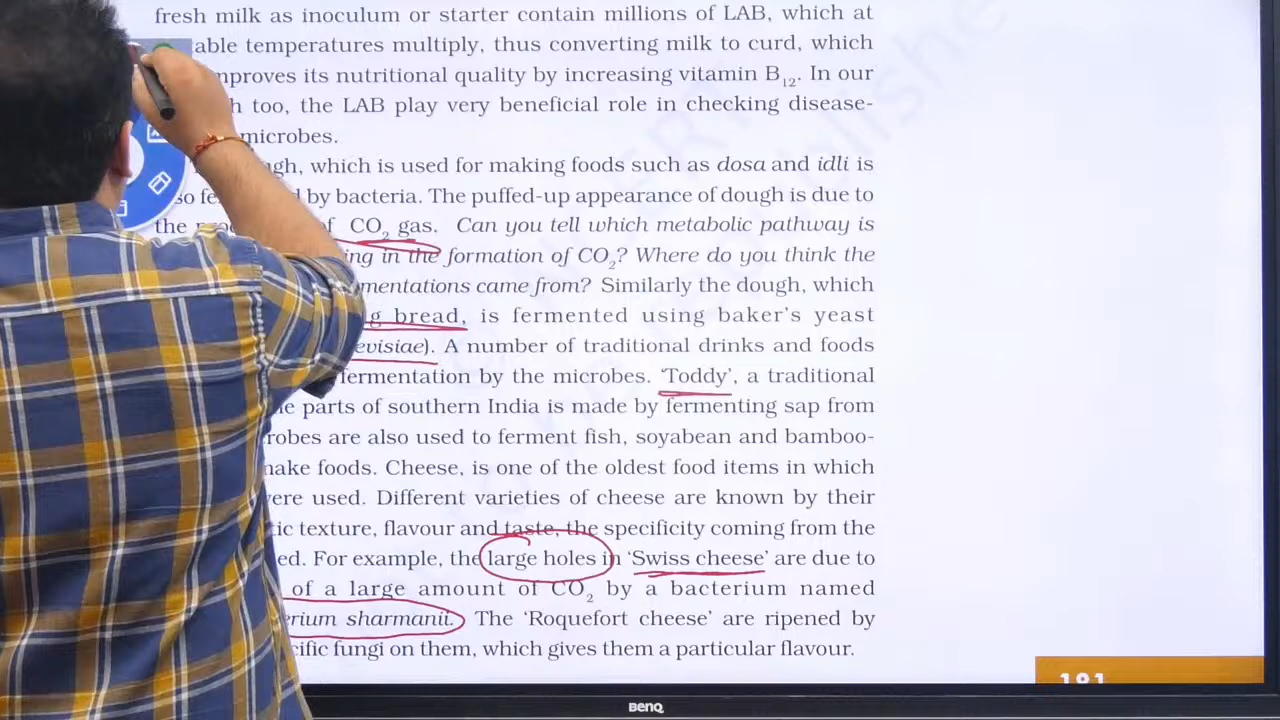 fresh milk as inoculum or starter contain millions of LAB, which at
able temperatures multiply, thus converting milk to curd, which
mproves its nutritional quality by increasing vitamin B12. In our
h too, the LAB play very beneficial role in checking disease-
microbes.
gh, which is used for making foods such as dosa and idli is
so fe by bacteria. The puffed-up appearance of dough is due to
the pro f CO2 gas. Can you tell which metabolic pathway is
ing in the formation of CO2? Where do you think the
mentations came from? Similarly the dough, which
g bread, is fermented using baker's yeast
evisiae). A number of traditional drinks and foods
fermentation by the microbes. 'Toddy', a traditional
e parts of southern India is made by fermenting sap from
robes are also used to ferment fish, soyabean and bamboo-
make foods. Cheese, is one of the oldest food items in which
ere used. Different varieties of cheese are known by their
tic texture, flavour and taste, the specificity coming from the
ed. For example, the large holes in 'Swiss cheese' are due to
of a large amount of CO2 by a bacterium named
erium sharmanii. The 'Roquefort cheese' are ripened by
cific fungi on them, which gives them a particular flavour.
181
BenQ